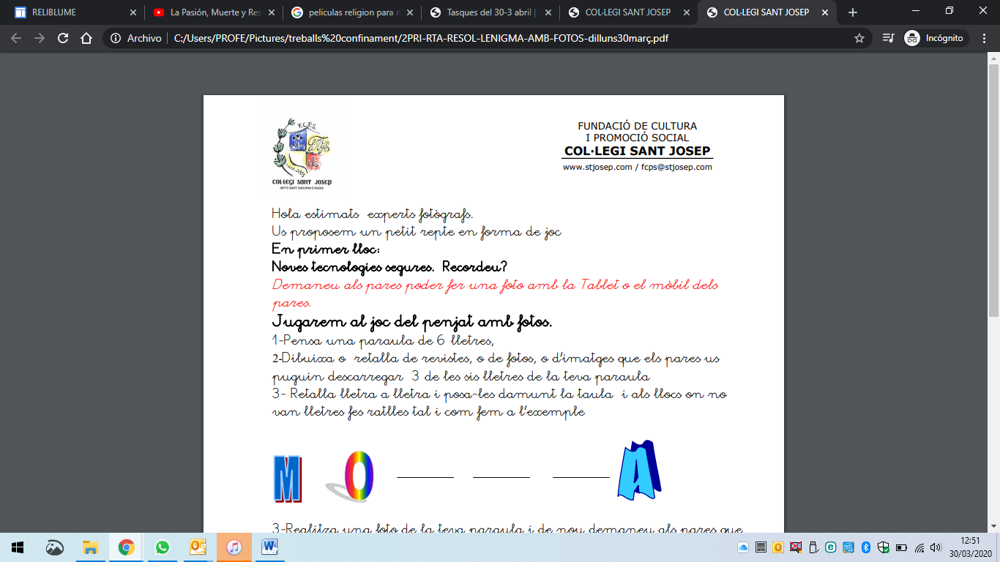 RELIBLUME
La Pasión, Muerte y Res
peliculras religion para n
Tasques del 30-3 abril |
COL·LEGI SANT JOSEP
COL·LEGI SANT JOSEP
Archivo
C:/Users/PROFE/Pictures/treballs%20confinament/2PRI-RTA-RESOL-LENIGMA-AMB-FOTOS-dilluns30març.pdf
Incógnito
F.C.P.S.
COL·LEGI SANT JOSEP
08770 SANT SADURNÍ D'ANOIA
FUNDACIÓ DE CULTURA
I PROMOCIÓ SOCIAL
COL·LEGI SANT JOSEP
www.stjosep.com / fcps@stjosep.com
Hola estimats experts fotògrafs.
Us proposem un petit repte en forma de joc
En primer lloc:
Noves tecnologies segures. Recordeu?
Demaneu als pares poder fer una foto amb la Tablet o el mòbil dels
pares.
Jugarem al joc del penjat amb fotos.
1-Pensa una paraula de 6 lletres,
2-Dibuixa o retalla de revistes, o de fotos, o d'imatges que els pares us
puguin descarregar 3 de les sis lletres de la teva paraula
3- Retalla lletra a lletra i posa-les damunt la taula i als llocs on no
van lletres fes ratlles tal i com fem a l'exemple
M O ___ ___ ___ A
3-Realitza una foto de la teva paraula i de nou demaneu als pares que
12:51
30/03/2020